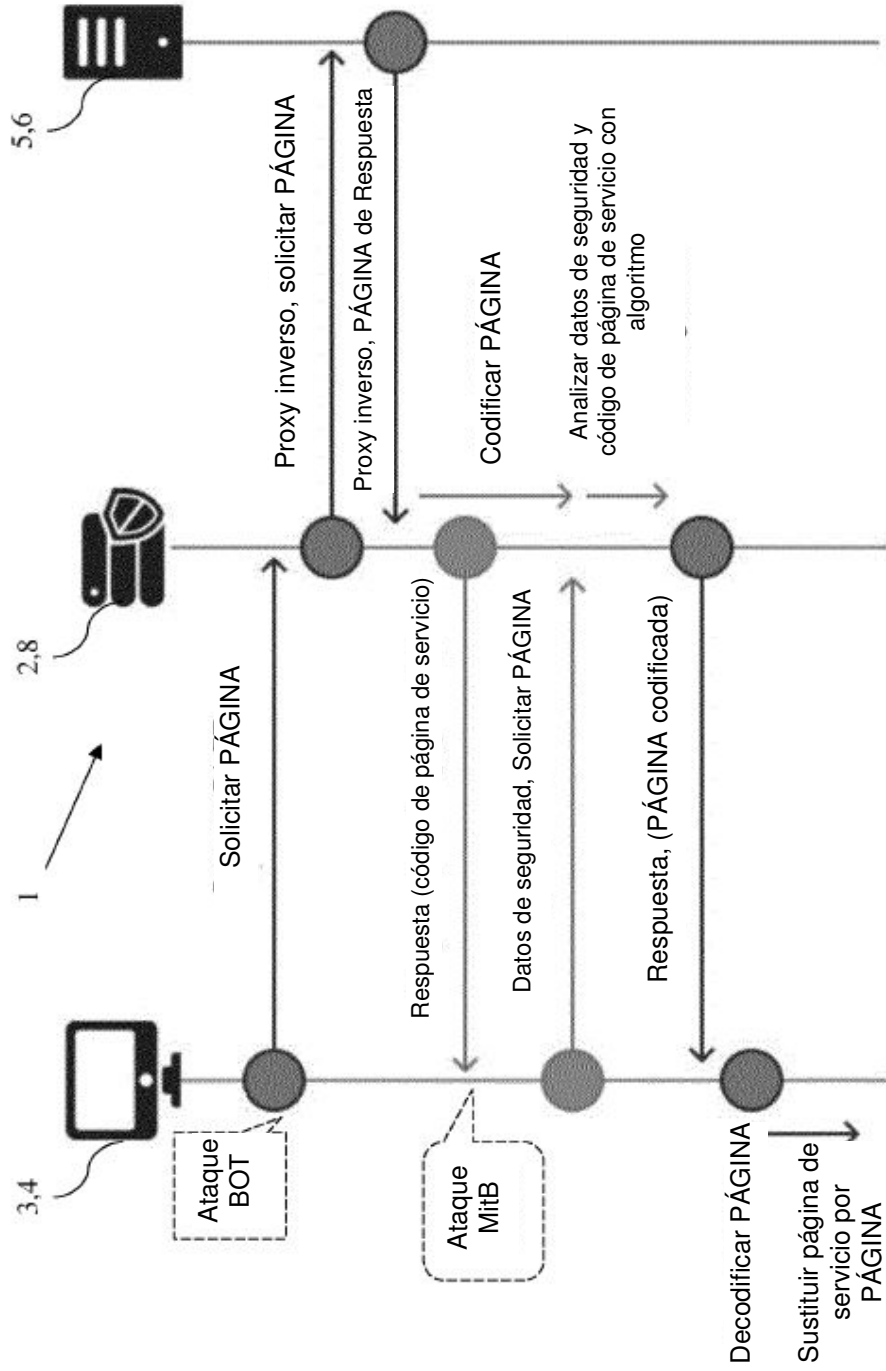 1
3,4
2,8
5,6
Ataque
BOT
Solicitar PÁGINA
Proxy inverso, solicitar PÁGINA
Proxy inverso, PÁGINA de Respuesta
Respuesta (código de página de servicio)
Codificar PÁGINA
Ataque
MitB
Datos de seguridad, Solicitar PÁGINA
Analizar datos de seguridad y
código de página de servicio con
algoritmo
Respuesta, (PÁGINA codificada)
Decodificar PÁGINA
Sustituir página de
servicio por
PÁGINA